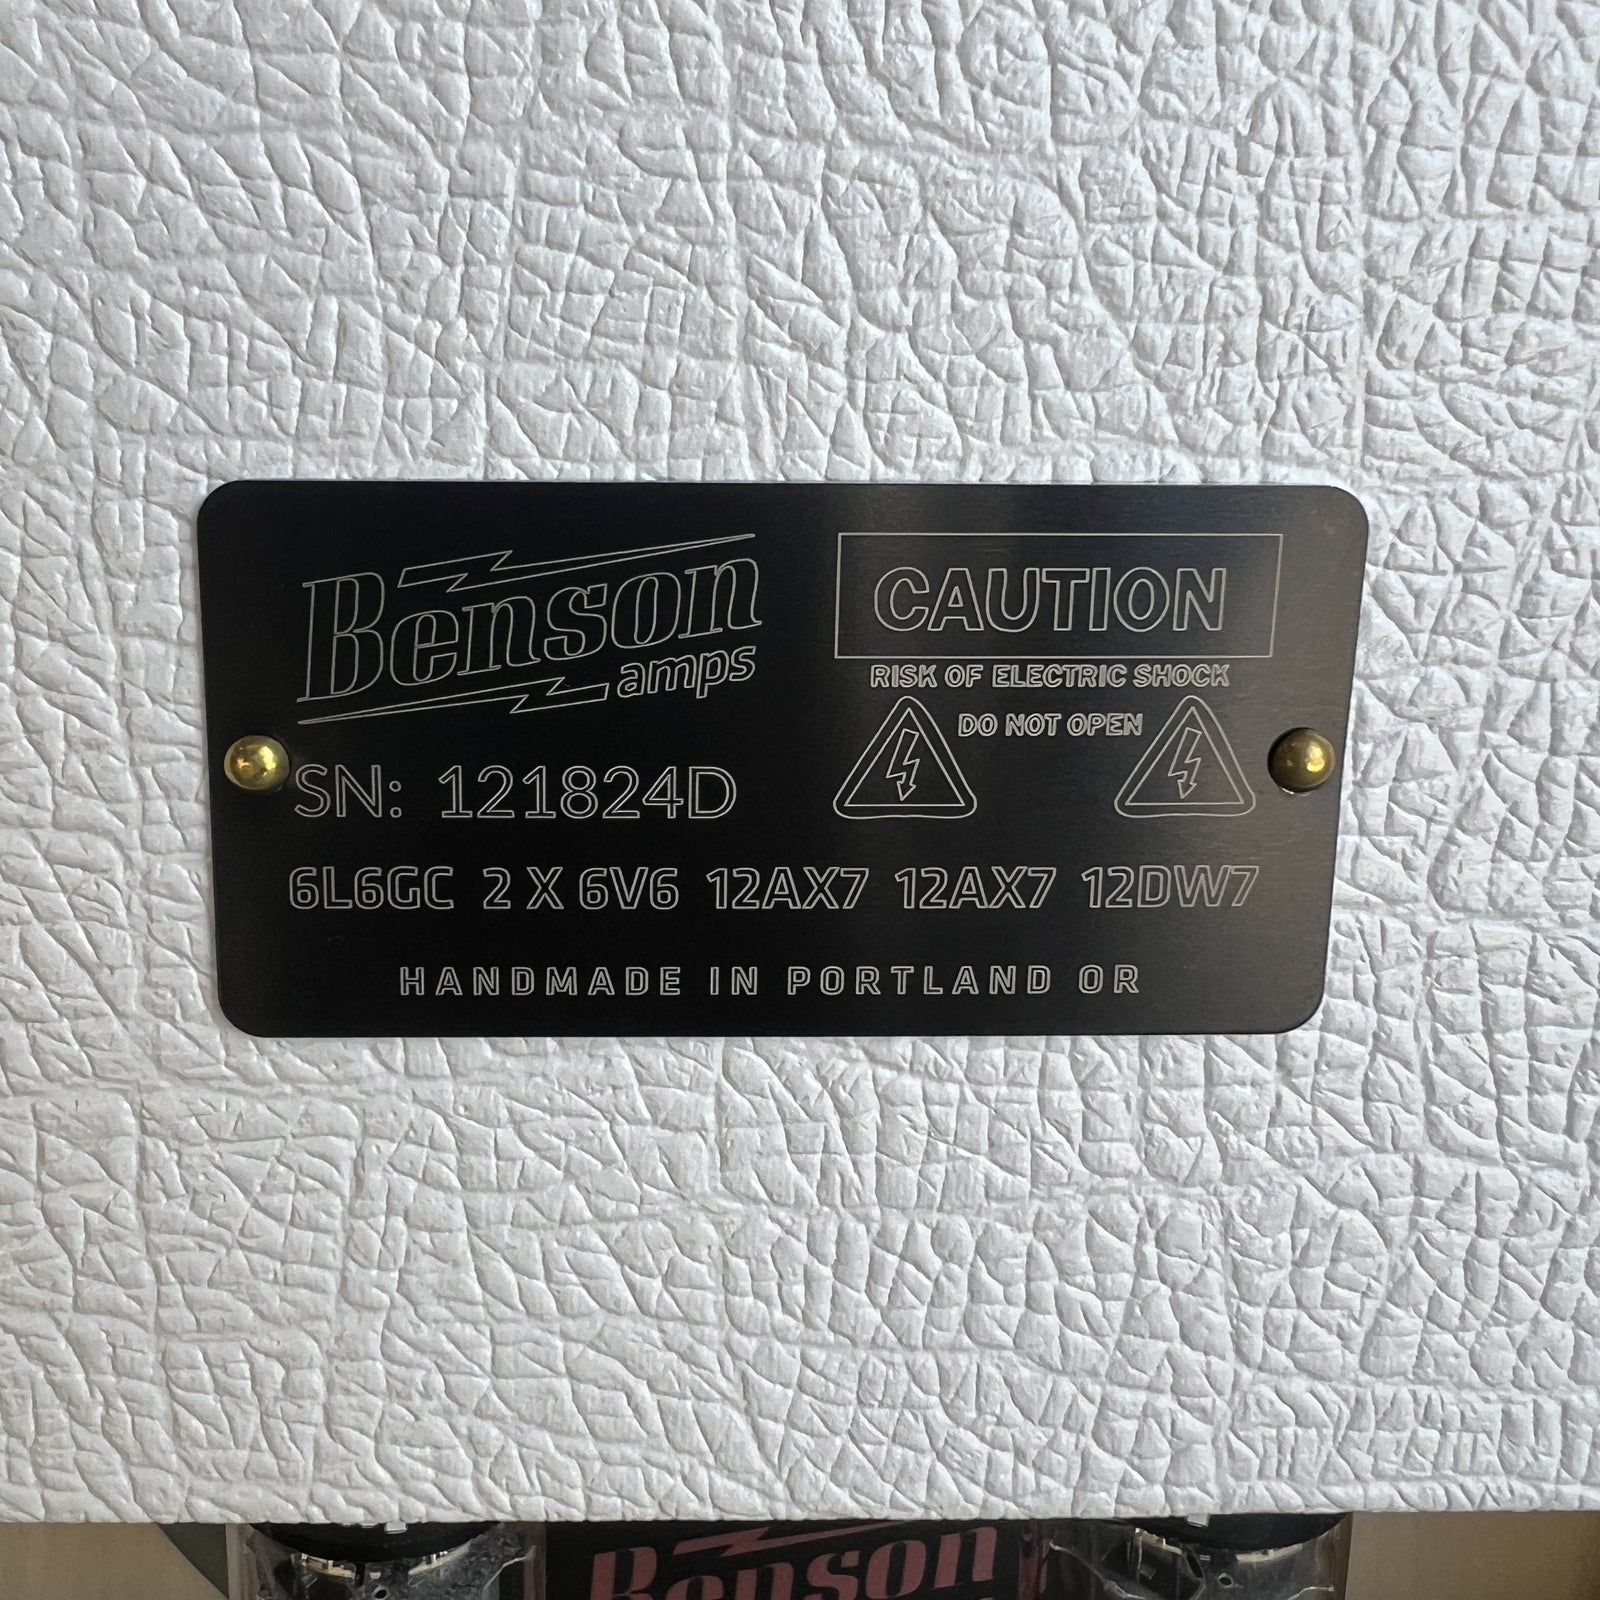 Benson
amps
CAUTION
RISK OF ELECTRIC SHOCK
DO NOT OPEN
SN: 121824D
6L6GC 2 X 6V6 12AX7 12AX7 12DW7
HANDMADE IN PORTLAND OR
Benson